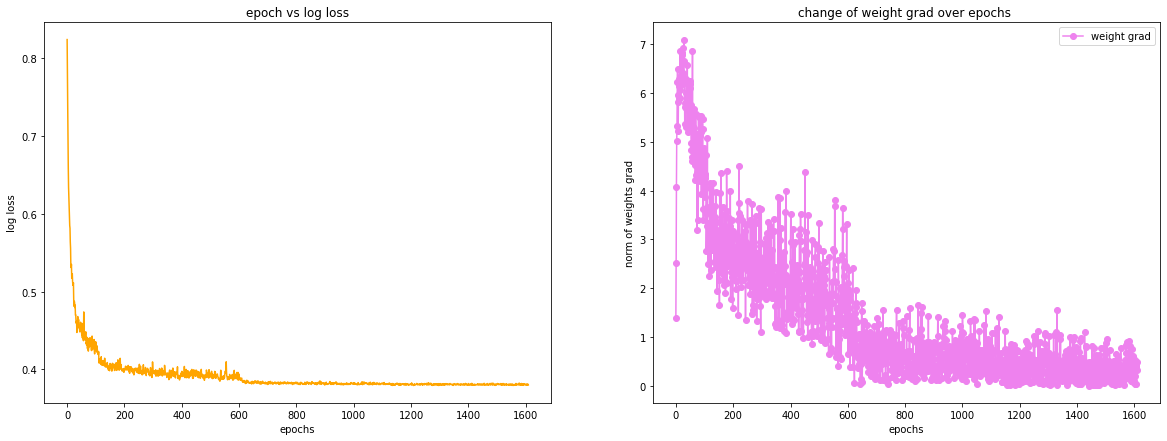 epoch vs log loss
log loss
0.8
0.7
0.6
0.5
0.4
0 200 400 600 800 1000 1200 1400 1600
epochs
change of weight grad over epochs
weight grad
norm of weights grad
7
6
5
4
3
2
1
0
0 200 400 600 800 1000 1200 1400 1600
epochs